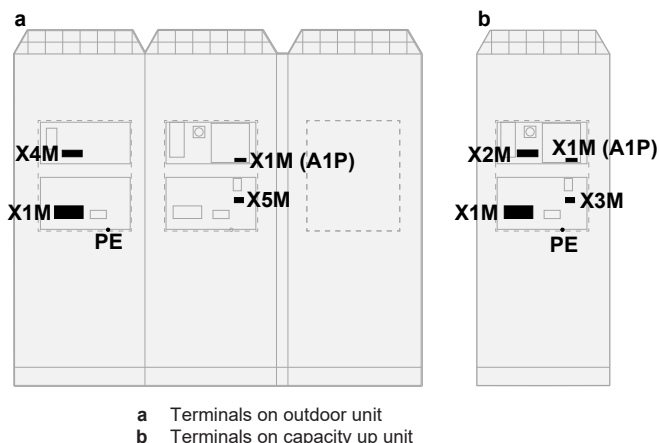 a
b
X4M
X1M (A1P)
X2M
X1M (A1P)
X1M
X5M
X1M
X3M
PE
PE
a Terminals on outdoor unit
b Terminals on capacity up unit